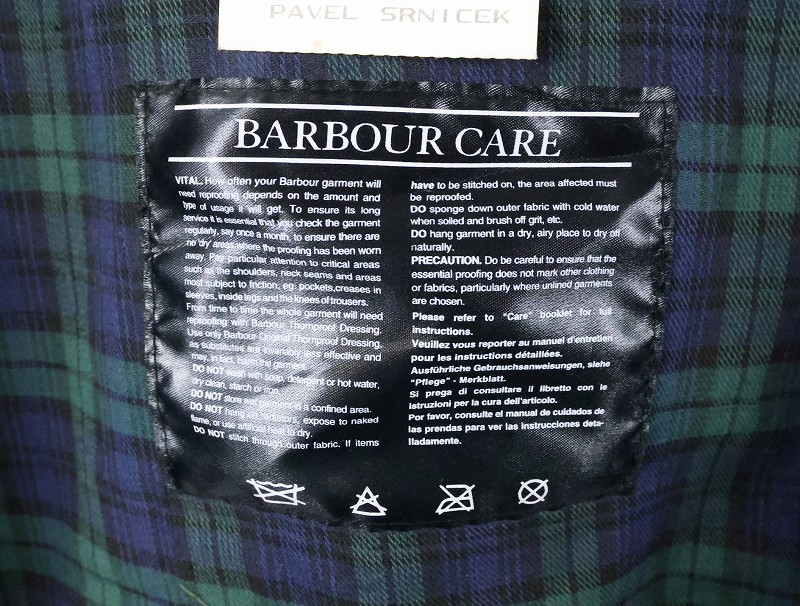 PAVEL SRNICEK
BARBOUR CARE
VITAL. How often your Barbour garment will
need reproofing depends on the amount and
type of usage it will get. To ensure its long
service it is essential that you check the garment
regularly, say once a month, to ensure there are
no 'dry' areas where the proofing has been worn
away. Pay particular attention to critical areas
such as the shoulders, neck seams and areas
most subject to friction, eg. pockets,creases in
sleeves, inside legs and the knees of trousers.
From time to time the whole garment will need
reproofing with Barbour Thornproof Dressing.
Use only Barbour Original Thornproof Dressing,
as substitutes are invariably less effective and
may, in fact, harm the garment.
DO NOT wash with soap, detergent or hot water,
dry clean, starch or iron.
DO NOT store wet garment in a confined area.
DO NOT hang on radiators, expose to naked
flame, or use artificial heat to dry.
DO NOT stitch through outer fabric. If items
have to be stitched on, the area affected must
be reproofed.
DO sponge down outer fabric with cold water
when soiled and brush off grit, etc.
DO hang garment in a dry, airy place to dry off
naturally.
PRECAUTION. Do be careful to ensure that the
essential proofing does not mark other clothing
or fabrics, particularly where unlined garments
are chosen.
Please refer to "Care" booklet for full
instructions.
Veuillez vous reporter au manuel d'entretien
pour les instructions détaillées.
Ausführliche Gebrauchsanweisungen, siehe
"Pflege" - Merkblatt.
Si prega di consultare il libretto con le
istruzioni per la cura dell'articolo.
Por favor, consulte el manual de cuidados de
las prendas para ver las instrucciones deta-
lladamente.